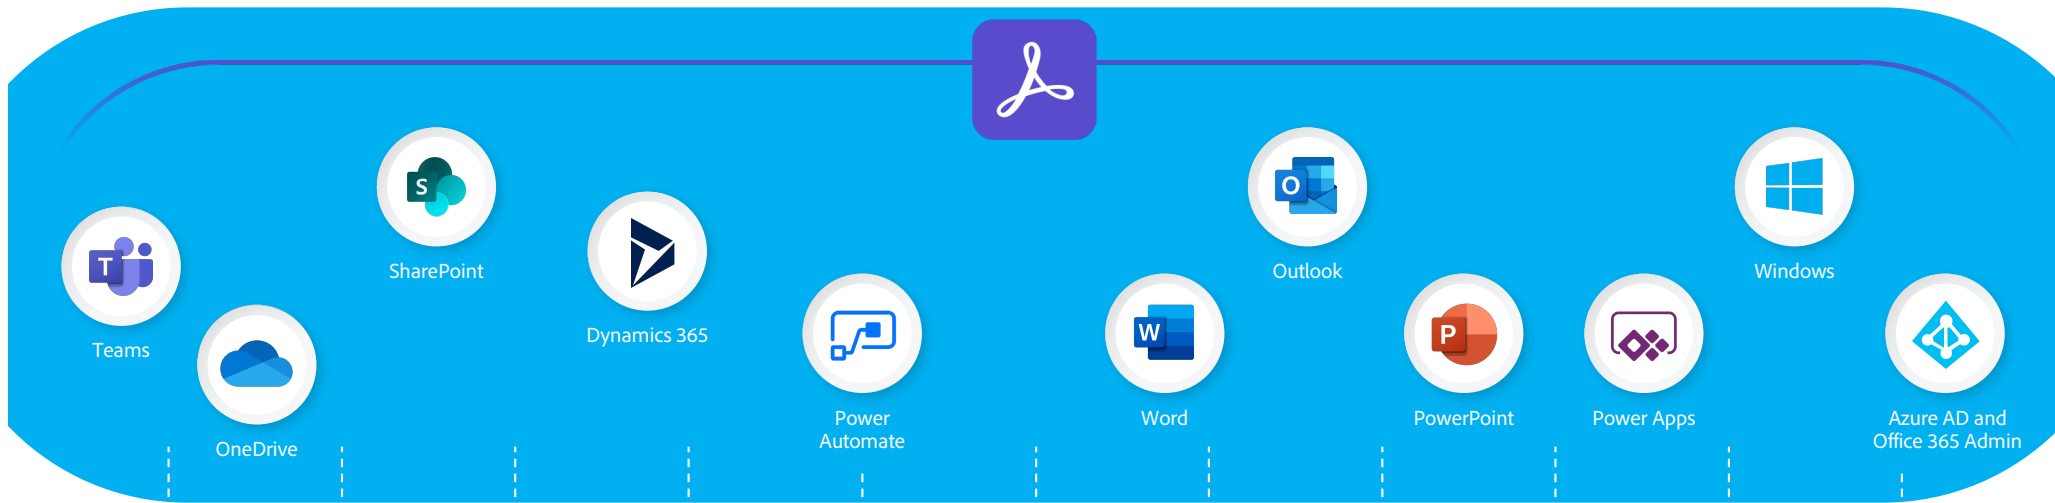 Teams
OneDrive
SharePoint
Dynamics 365
Power
Automate
Word
Outlook
PowerPoint
Power Apps
Windows
Azure AD and
Office 365 Admin
T
S
O
W
P